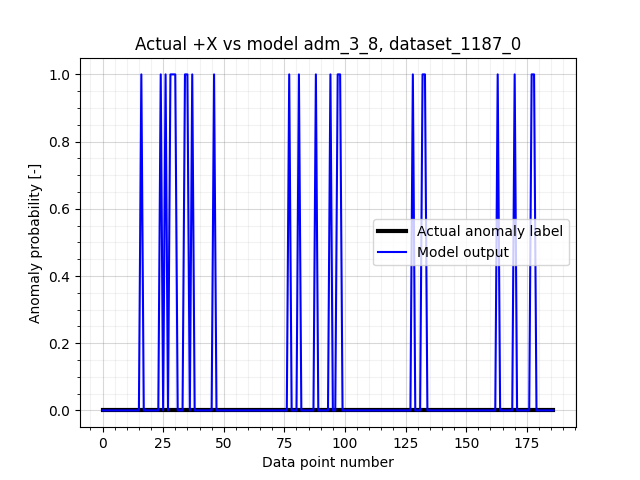 Actual +X vs model adm_3_8, dataset_1187_0
1.0
0.8
0.6
0.4
0.2
0.0
Anomaly probability [-]
Actual anomaly label
Model output
0 25 50 75 100 125 150 175
Data point number